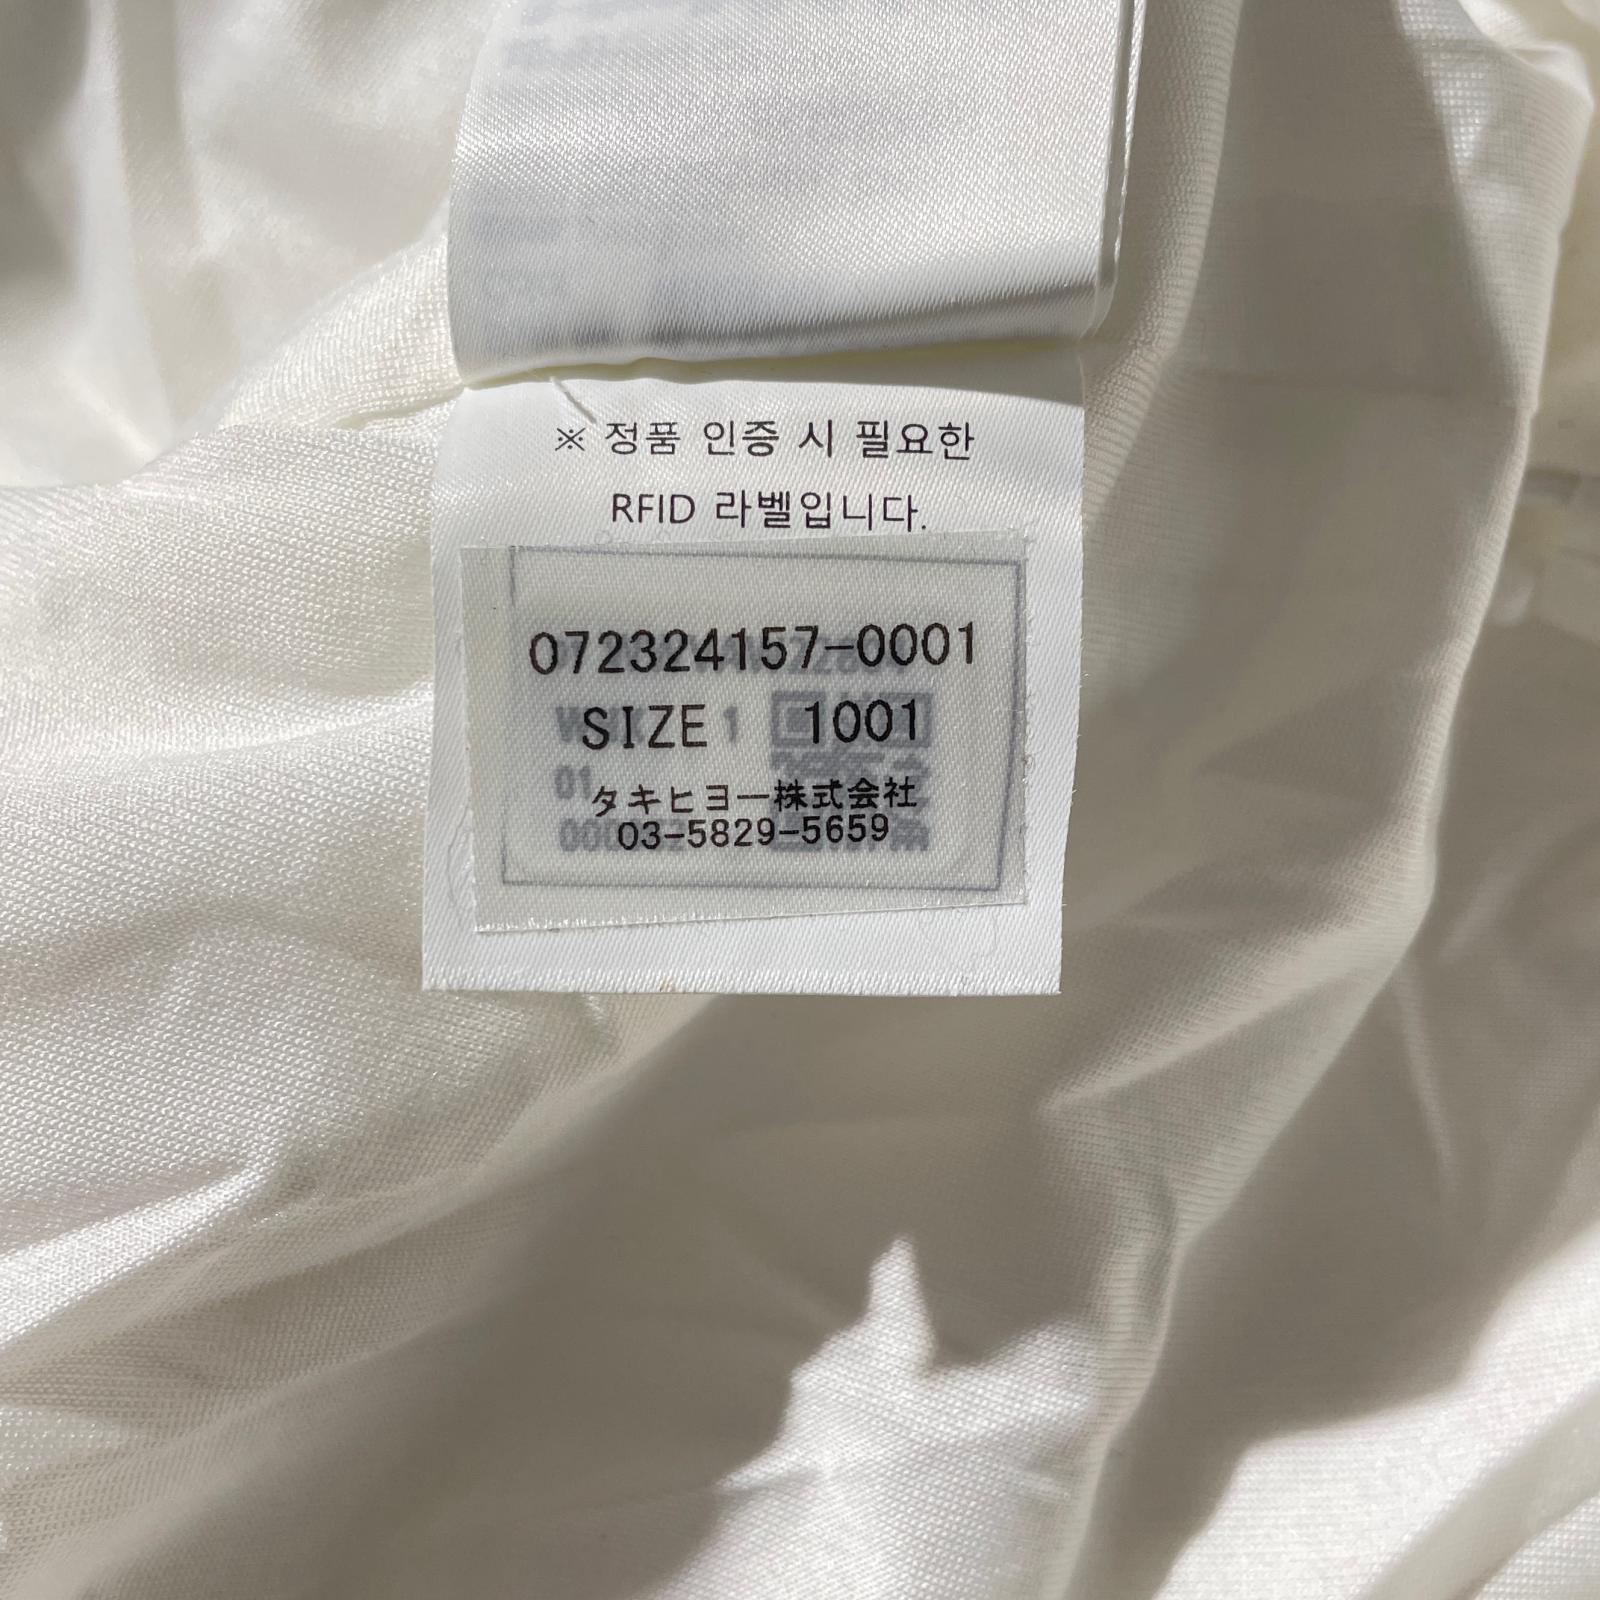 ※ 정품 인증 시 필요한
RFID 라벨입니다.
072324157-0001
SIZE 1001
タキヒヨー株式会社
03-5829-5659